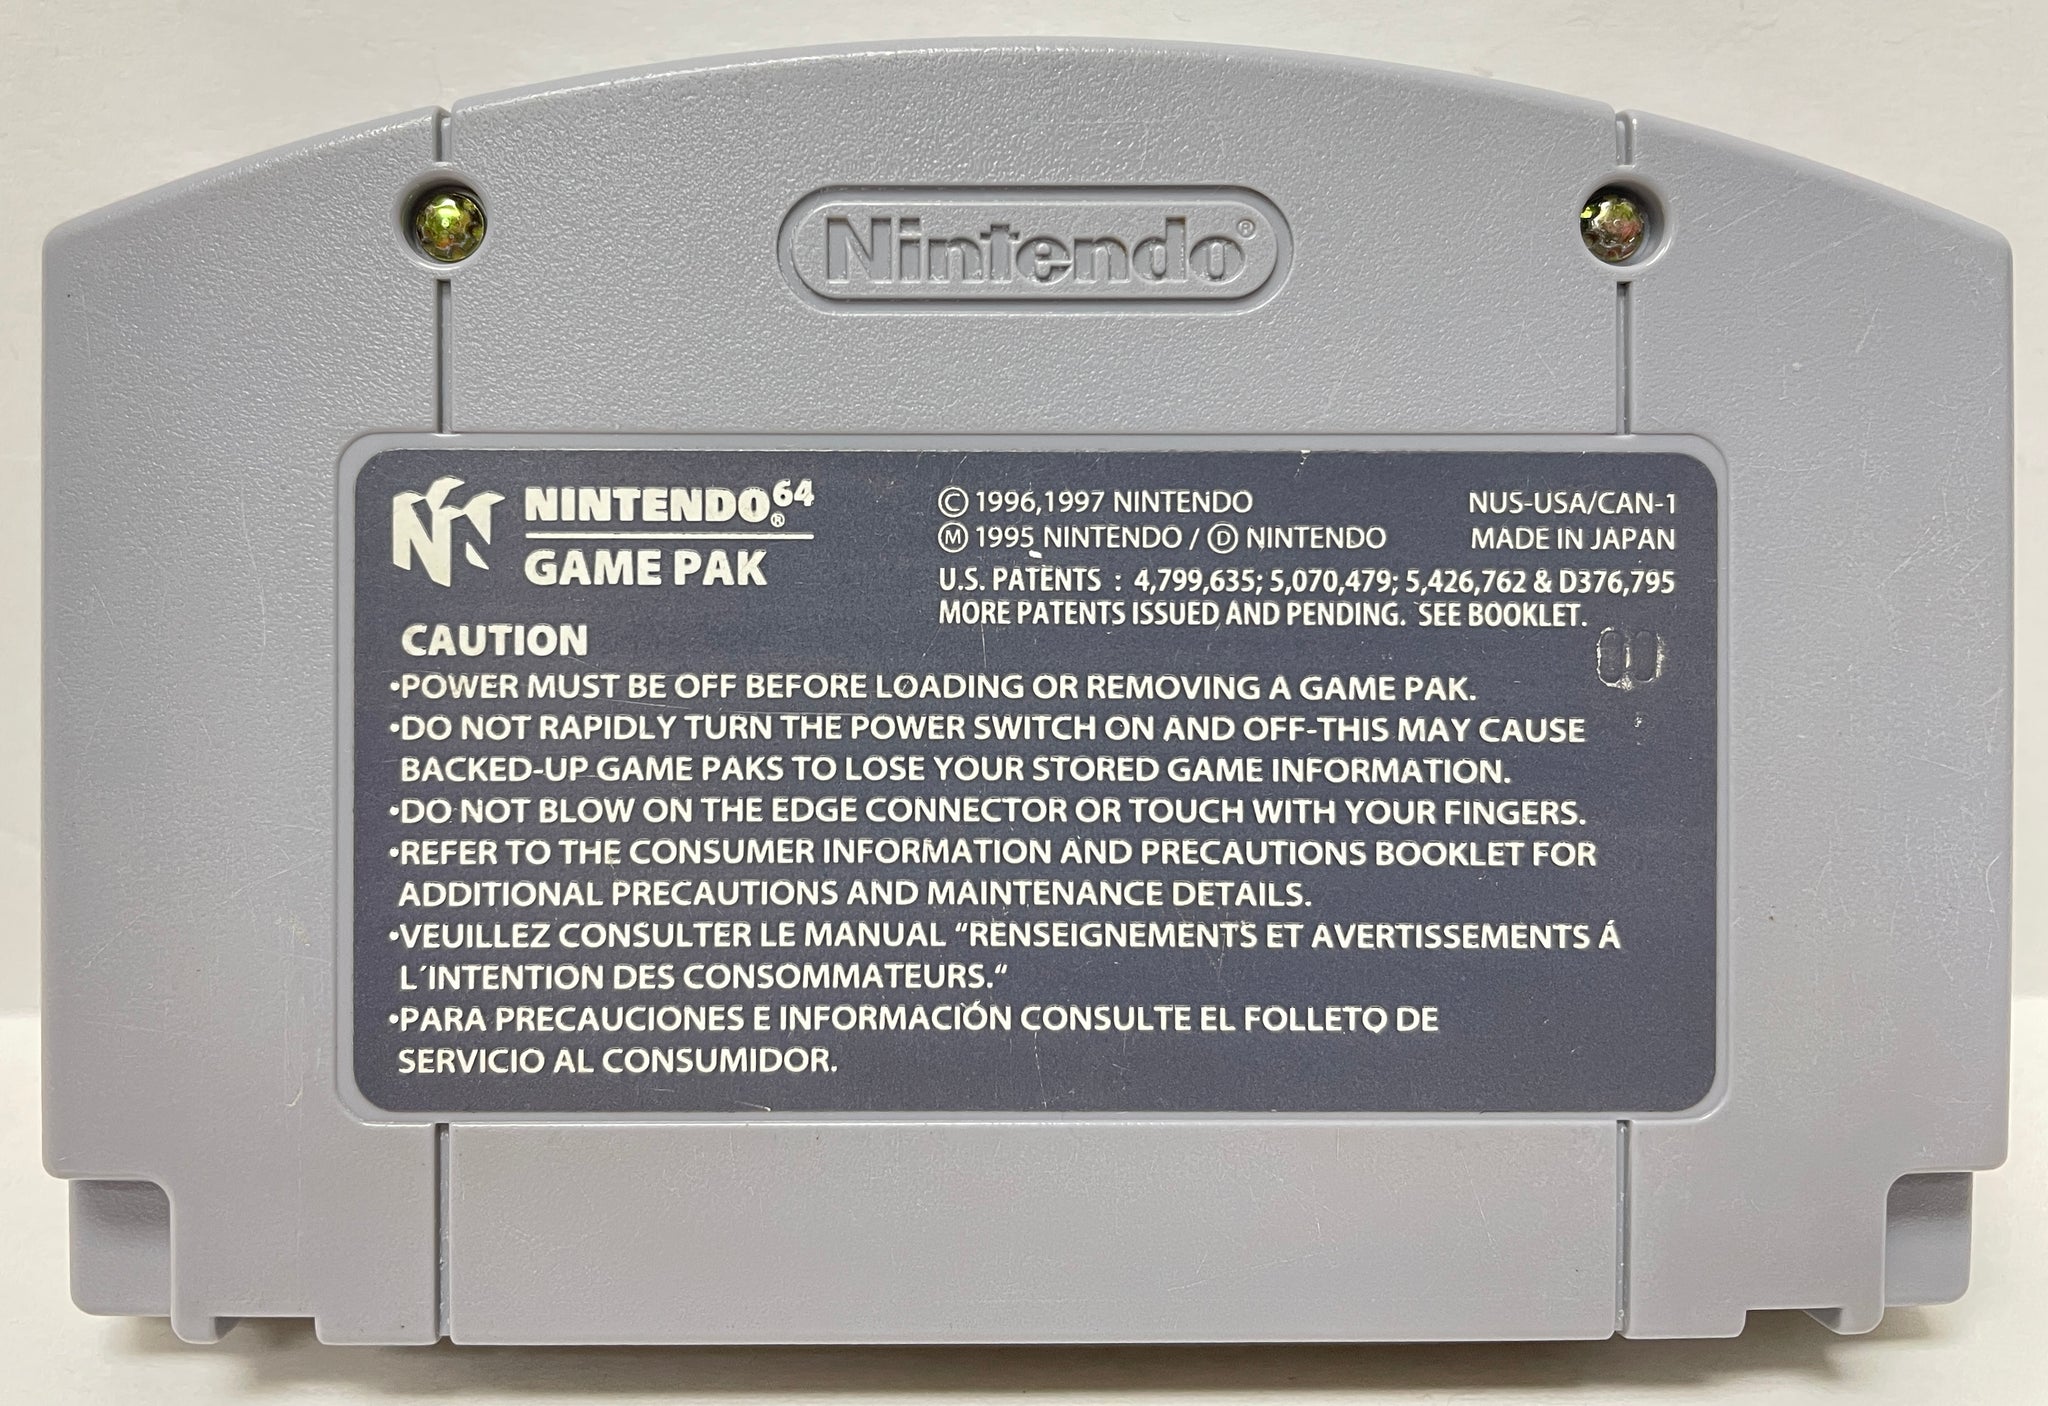 Nintendo®
NINTENDO®64
GAME PAK
© 1996,1997 NINTENDO
NUS-USA/CAN-1
Ⓜ 1995 NINTENDO / Ⓓ NINTENDO
MADE IN JAPAN
U.S. PATENTS : 4,799,635; 5,070,479; 5,426,762 & D376,795
MORE PATENTS ISSUED AND PENDING. SEE BOOKLET.
CAUTION
•POWER MUST BE OFF BEFORE LOADING OR REMOVING A GAME PAK.
•DO NOT RAPIDLY TURN THE POWER SWITCH ON AND OFF-THIS MAY CAUSE
BACKED-UP GAME PAKS TO LOSE YOUR STORED GAME INFORMATION.
•DO NOT BLOW ON THE EDGE CONNECTOR OR TOUCH WITH YOUR FINGERS.
•REFER TO THE CONSUMER INFORMATION AND PRECAUTIONS BOOKLET FOR
ADDITIONAL PRECAUTIONS AND MAINTENANCE DETAILS.
•VEUILLEZ CONSULTER LE MANUAL “RENSEIGNEMENTS ET AVERTISSEMENTS Á
L´INTENTION DES CONSOMMATEURS.“
•PARA PRECAUCIONES E INFORMACIÓN CONSULTE EL FOLLETO DE
SERVICIO AL CONSUMIDOR.